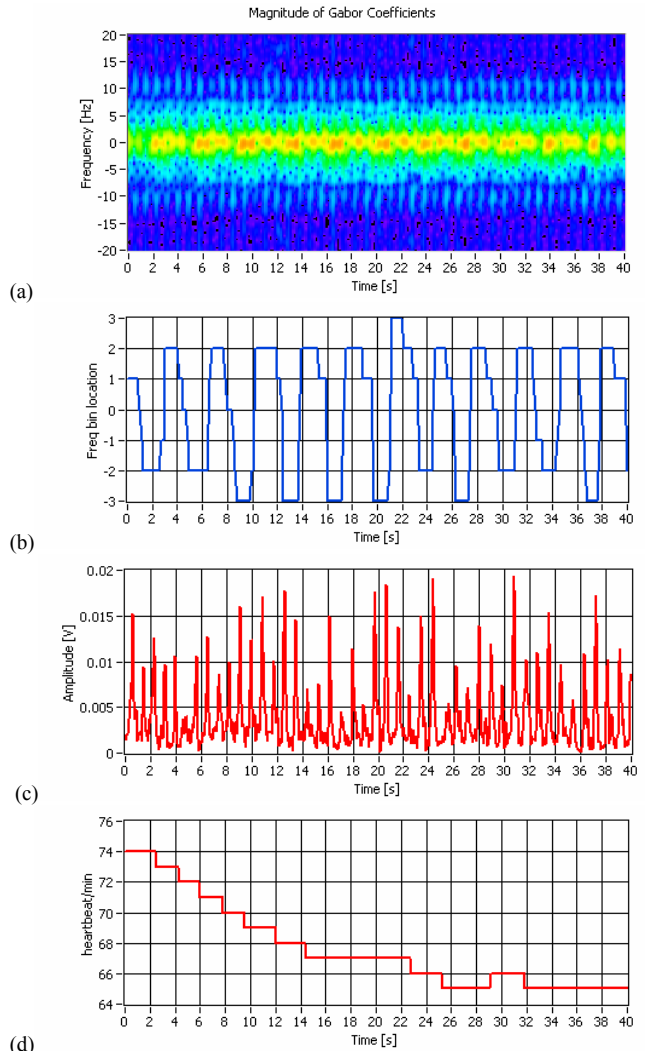 Magnitude of Gabor Coefficients
20
15
10
5
0
-5
-10
-15
-20
Frequency [Hz]
0 2 4 6 8 10 12 14 16 18 20 22 24 26 28 30 32 34 36 38 40
Time [s]
(a)
3
2
1
0
-1
-2
-3
Freq bin location
0 2 4 6 8 10 12 14 16 18 20 22 24 26 28 30 32 34 36 38 40
Time [s]
(b)
0.02
0.015
0.01
0.005
0
Amplitude [V]
0 2 4 6 8 10 12 14 16 18 20 22 24 26 28 30 32 34 36 38 40
Time [s]
(c)
76
74
72
70
68
66
64
heartbeat/min
0 2 4 6 8 10 12 14 16 18 20 22 24 26 28 30 32 34 36 38 40
Time [s]
(d)